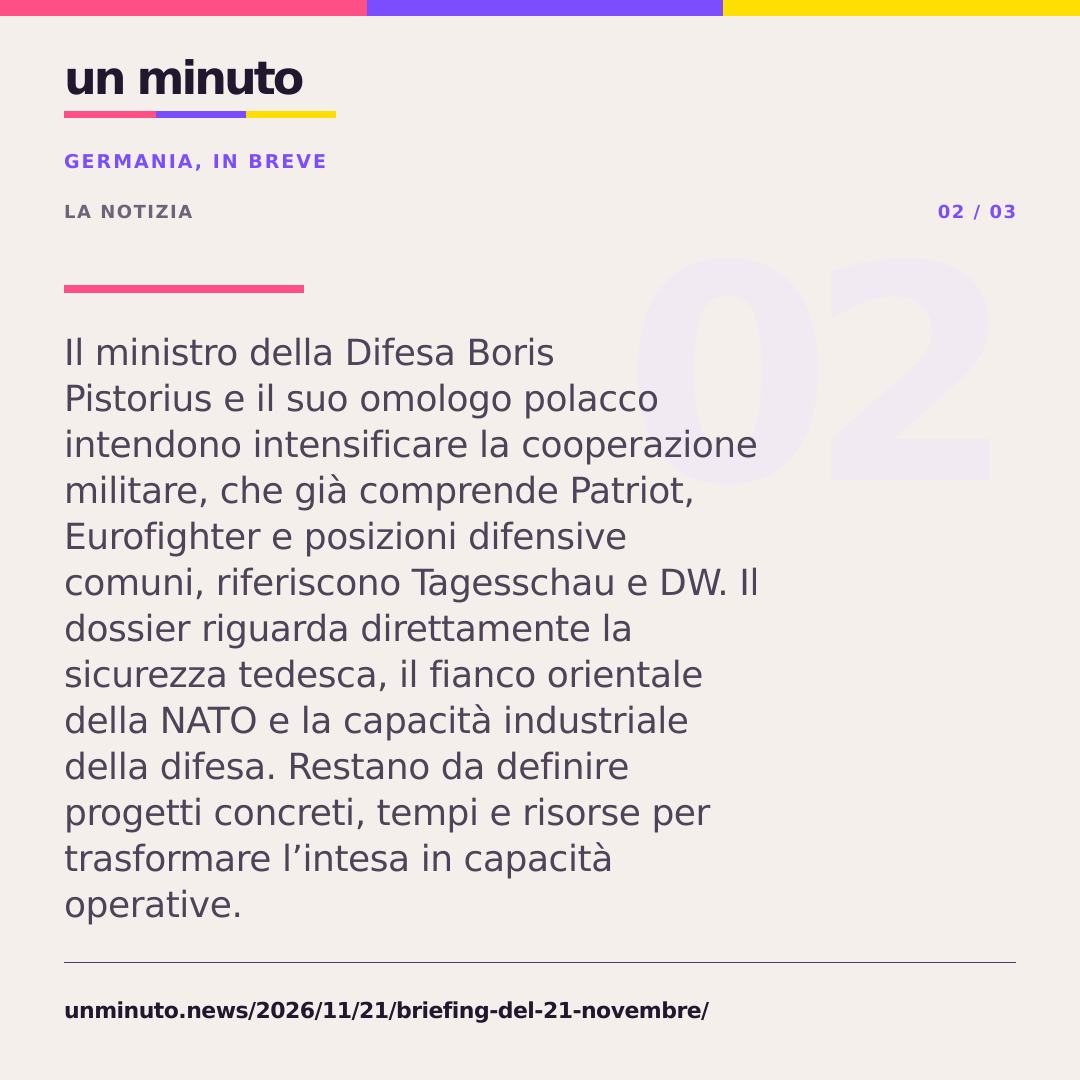 un minuto
GERMANIA, IN BREVE
LA NOTIZIA
02 / 03
02
Il ministro della Difesa Boris
Pistorius e il suo omologo polacco
intendono intensificare la cooperazione
militare, che già comprende Patriot,
Eurofighter e posizioni difensive
comuni, riferiscono Tagesschau e DW. Il
dossier riguarda direttamente la
sicurezza tedesca, il fianco orientale
della NATO e la capacità industriale
della difesa. Restano da definire
progetti concreti, tempi e risorse per
trasformare l’intesa in capacità
operative.
unminuto.news/2026/11/21/briefing-del-21-novembre/